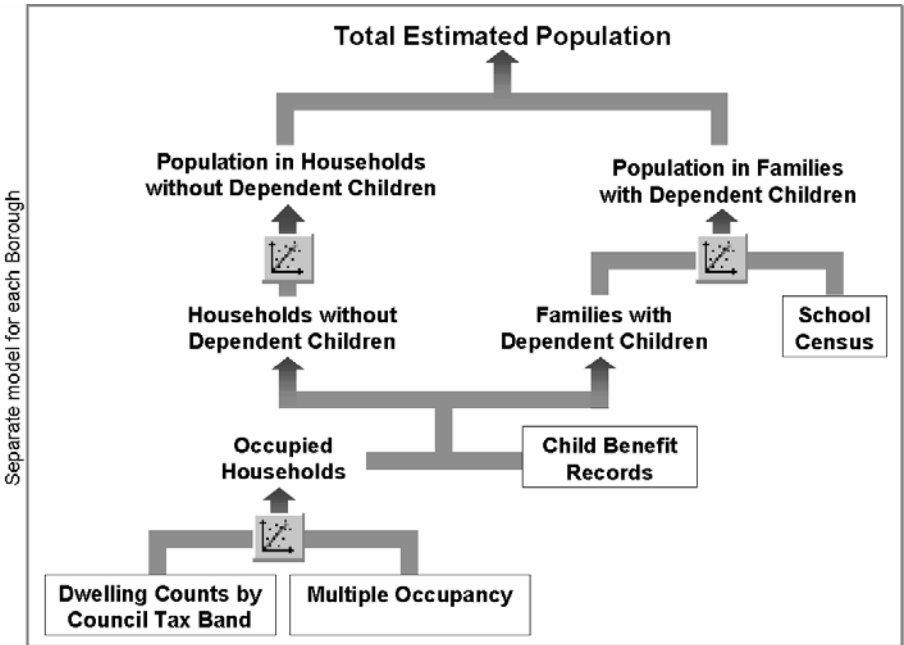 Total Estimated Population
Population in Households
without Dependent Children
Population in Families
with Dependent Children
Separate model for each Borough
Households without
Dependent Children
Families with
Dependent Children
School
Census
Occupied
Households
Child Benefit
Records
Dwelling Counts by
Council Tax Band
Multiple Occupancy